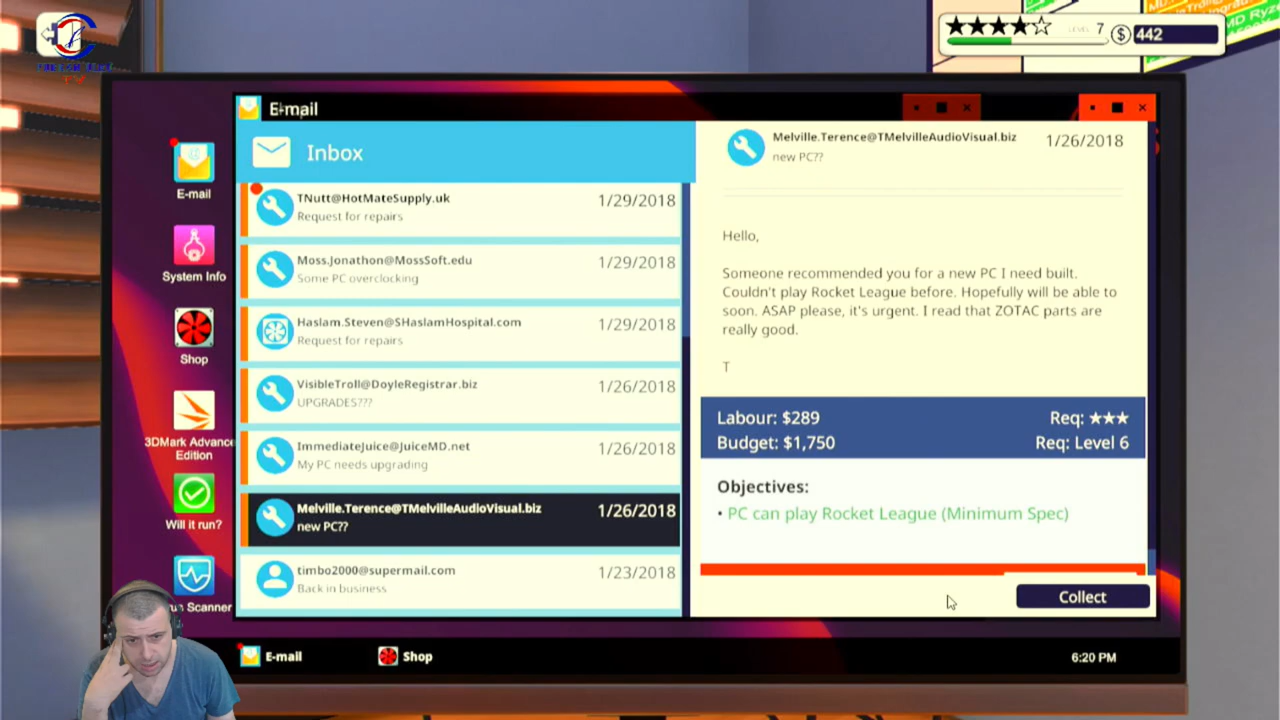 LEVEL 7
$ 442
E-mail
Inbox
TNutt@HotMateSupply.uk 1/29/2018
Request for repairs
Moss.Jonathon@MossSoft.edu 1/29/2018
Some PC overclocking
Haslam.Steven@SHaslamHospital.com 1/29/2018
Request for repairs
VisibleTroll@DoyleRegistrar.biz 1/26/2018
UPGRADES???
ImmediateJuice@JuiceMD.net 1/26/2018
My PC needs upgrading
Melville.Terence@TMelvilleAudioVisual.biz 1/26/2018
new PC??
timbo2000@supermail.com 1/23/2018
Back in business
Melville.Terence@TMelvilleAudioVisual.biz 1/26/2018
new PC??
Hello,
Someone recommended you for a new PC I need built.
Couldn't play Rocket League before. Hopefully will be able to
soon. ASAP please, it's urgent. I read that ZOTAC parts are
really good.
T
Labour: $289 Req: ★★★
Budget: $1,750 Req: Level 6
Objectives:
• PC can play Rocket League (Minimum Spec)
Collect
E-mail
System Info
Shop
3DMark Advance
Edition
Will it run?
Scanner
E-mail
Shop
6:20 PM